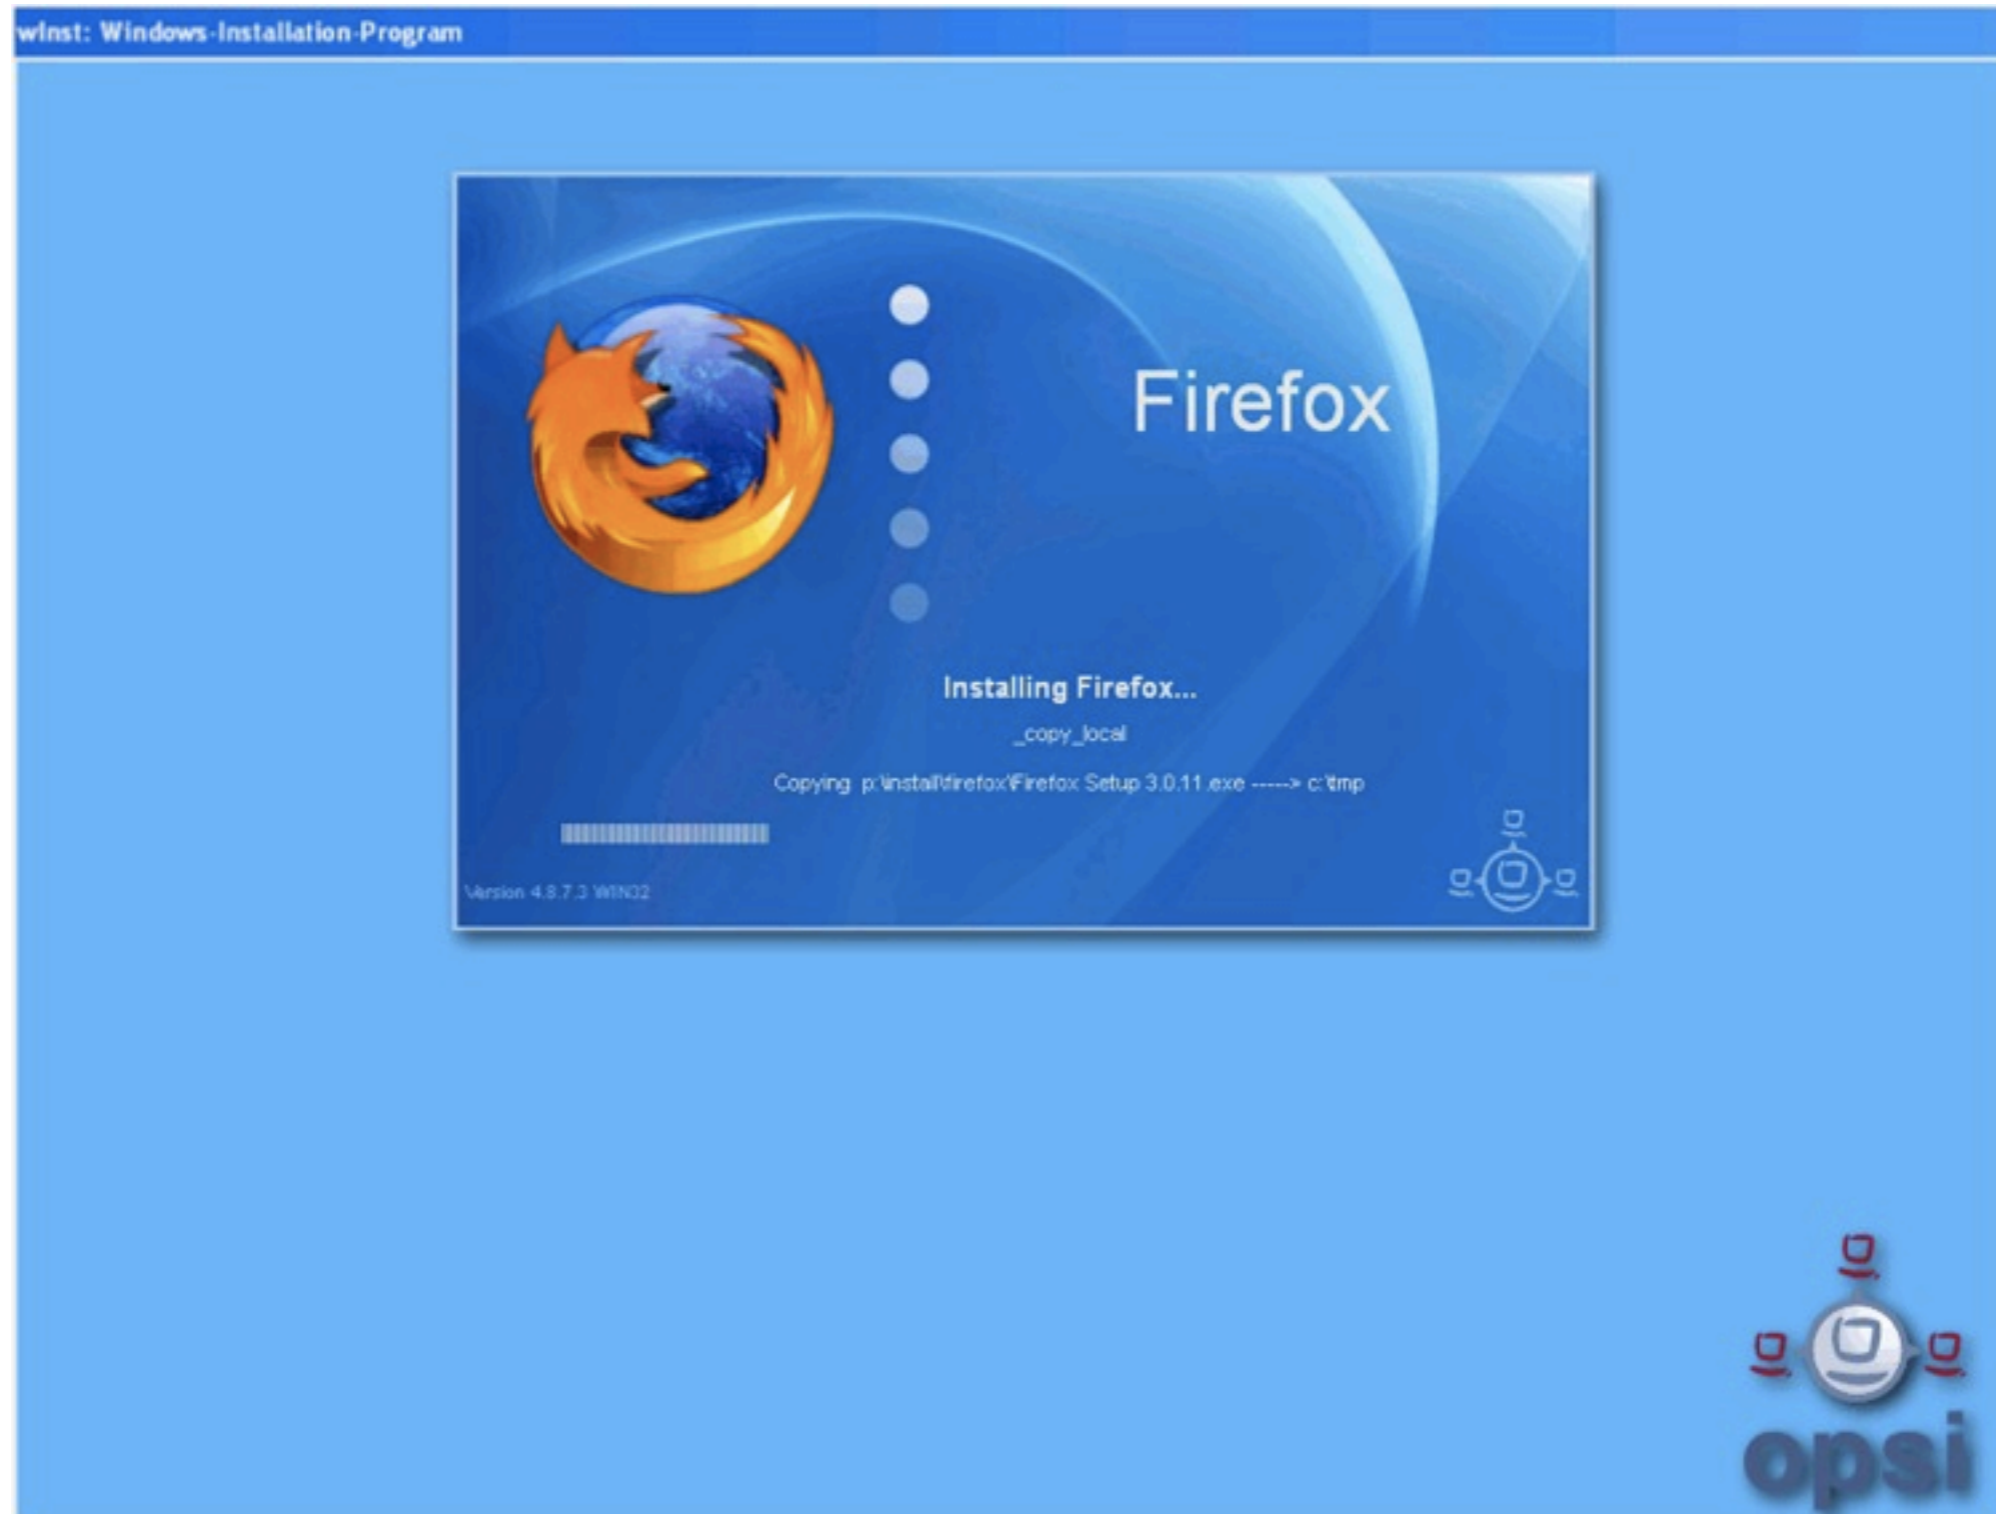 wInst: Windows-Installation-Program
Firefox
Installing Firefox...
_copy_local
Copying p:\install\firefox\Firefox Setup 3.0.11.exe -----> c:\tmp
Version 4.8.7.3 WIN32
opsi